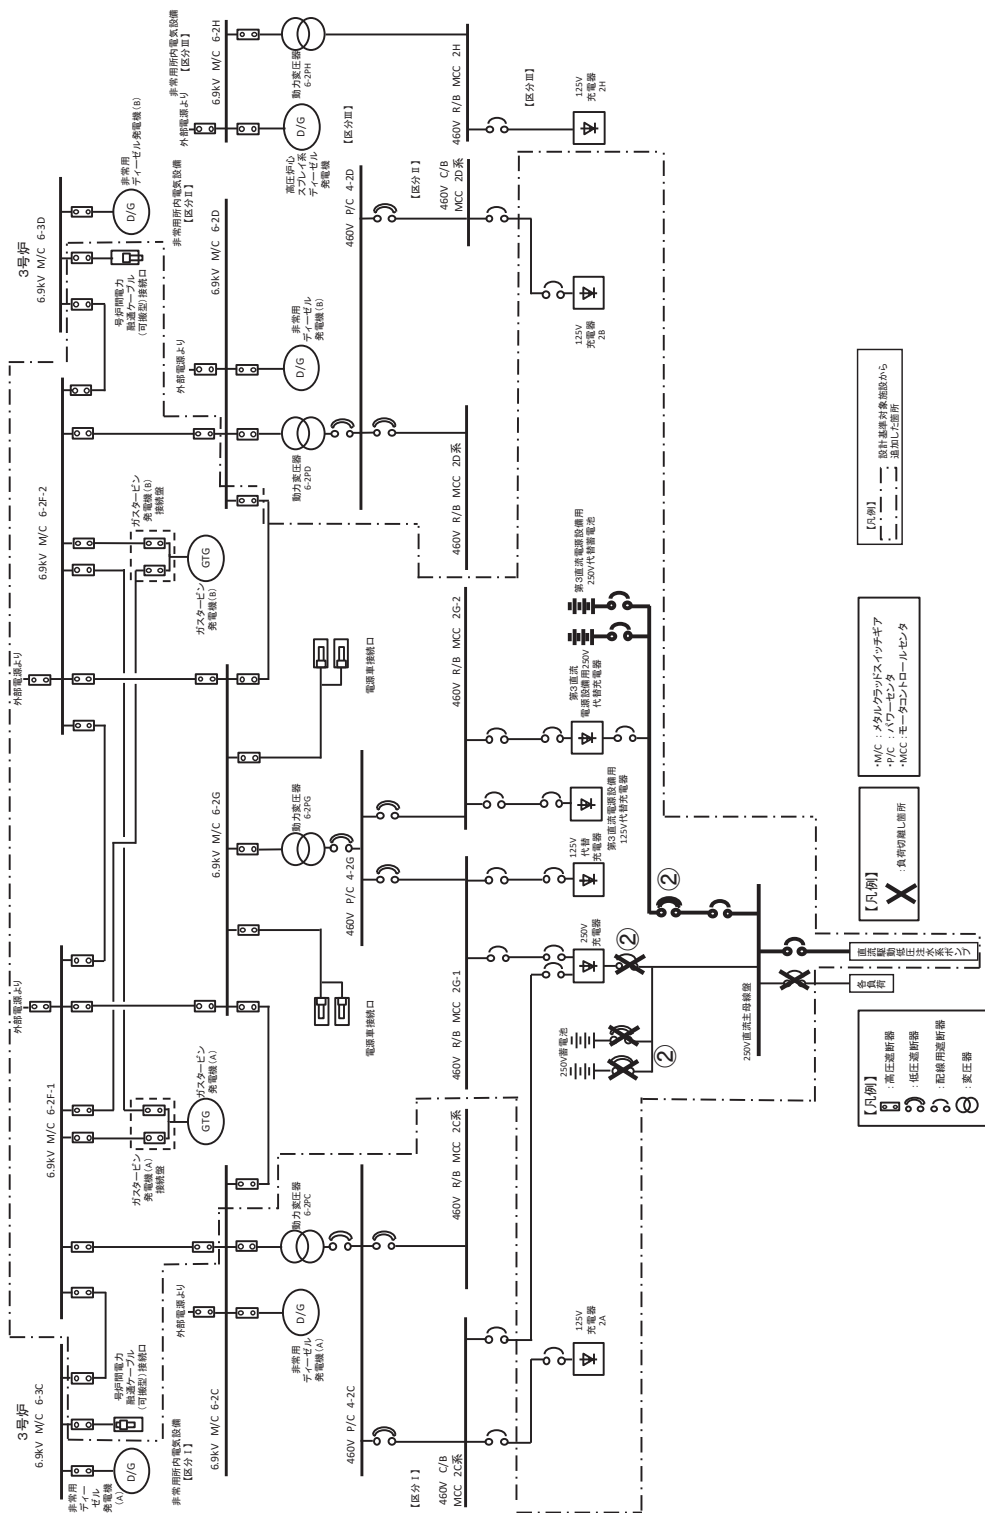 3号炉
6.9kV M/C 6-3C
非常用
ディー
ゼル
発電機
(A)
D/G
号炉間電力
融通ケーブル
(可搬型)接続口
非常用所内電気設備
【区分Ⅰ】
6.9kV M/C 6-2C
外部電源より
D/G
非常用
ディーゼル
発電機(A)
動力変圧器
6-2PC
460V P/C 4-2C
【区分Ⅰ】
460V C/B
MCC 2C系
460V R/B MCC 2C系
125V
充電器
2A
6.9kV M/C 6-2F-1
外部電源より
ガスタービン
発電機(A)
接続盤
GTG
ガスタービン
発電機(A)
電源車接続口
6.9kV M/C 6-2G
動力変圧器
6-2PG
460V P/C 4-2G
460V R/B MCC 2G-1
460V R/B MCC 2G-2
電源車接続口
250V蓄電池
②
②
250V
充電器
125V
代替
充電器
第3直流電源設備用
125V代替充電器
第3直流
電源設備用250V
代替充電器
第3直流電源設備用
250V代替蓄電池
②
250V直流主母線盤
各負荷
直流駆動低圧注水系ポンプ
6.9kV M/C 6-2F-2
外部電源より
ガスタービン
発電機(B)
接続盤
GTG
ガスタービン
発電機(B)
3号炉
6.9kV M/C 6-3D
非常用
ディーゼル発電機(B)
D/G
号炉間電力
融通ケーブル
(可搬型)接続口
非常用所内電気設備
【区分Ⅱ】
6.9kV M/C 6-2D
外部電源より
D/G
非常用
ディーゼル
発電機(B)
動力変圧器
6-2PD
460V P/C 4-2D
【区分Ⅱ】
460V C/B
MCC 2D系
460V R/B MCC 2D系
125V
充電器
2B
非常用所内電気設備
【区分Ⅲ】
6.9kV M/C 6-2H
外部電源より
D/G
高圧炉心
スプレイ系
ディーゼル
発電機
【区分Ⅲ】
動力変圧器
6-2PH
460V R/B MCC 2H
【区分Ⅲ】
125V
充電器
2H
【凡例】
:高圧遮断器
:低圧遮断器
:配線用遮断器
:変圧器
【凡例】
:負荷切離し箇所
・M/C :メタルクラッドスイッチギア
・P/C :パワーセンタ
・MCC :モータコントロールセンタ
【凡例】
: 設計基準対象施設から
追加した箇所